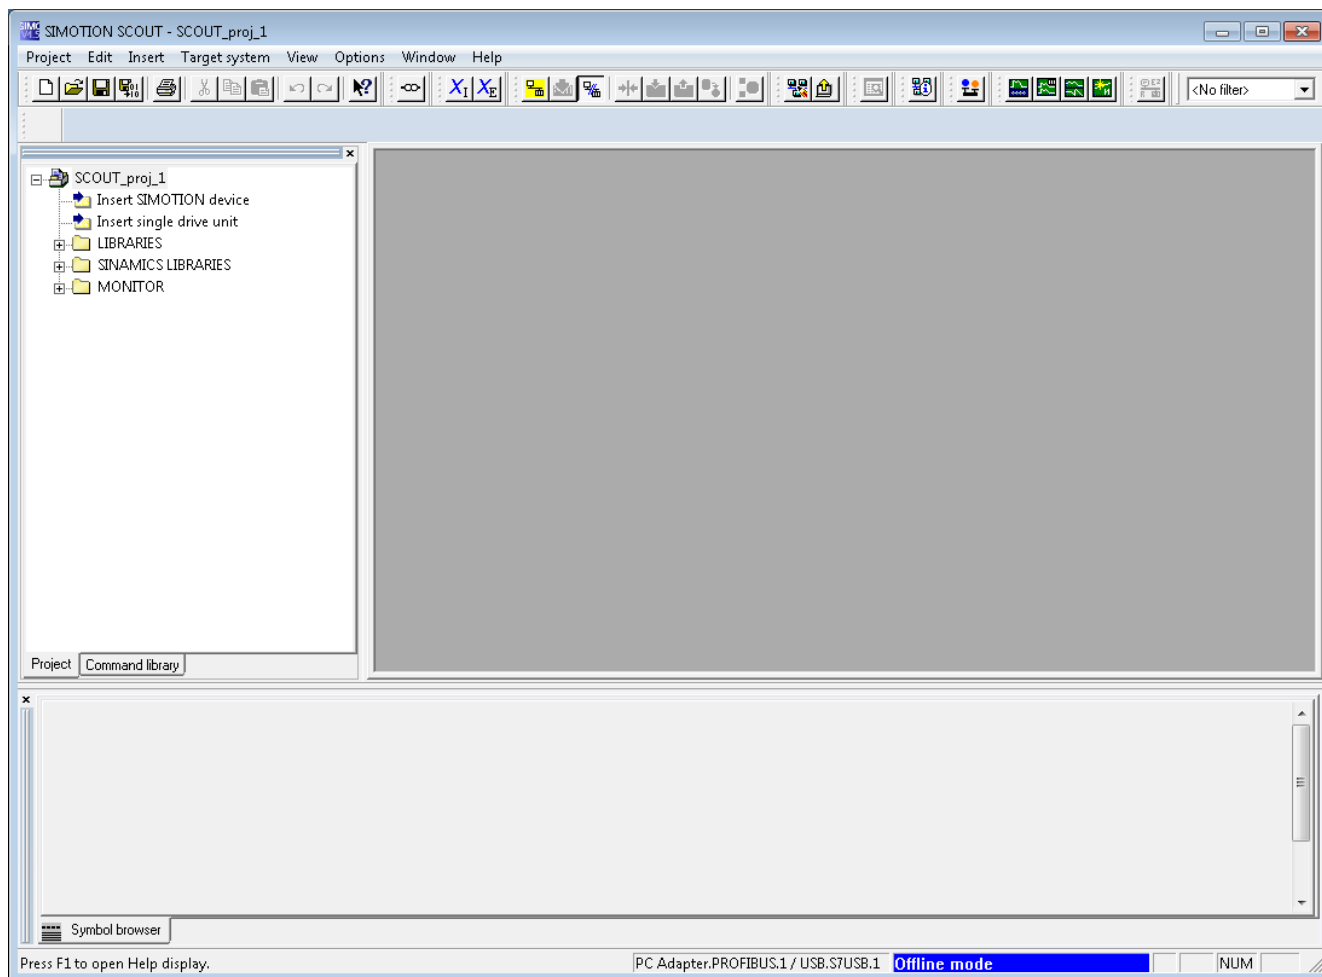 SIMOTION SCOUT - SCOUT_proj_1
Project Edit Insert Target system View Options Window Help
<No filter>
SCOUT_proj_1
Insert SIMOTION device
Insert single drive unit
LIBRARIES
SINAMICS LIBRARIES
MONITOR
Project Command library
Symbol browser
Press F1 to open Help display. PC Adapter.PROFIBUS.1 / USB.S7USB.1 Offline mode NUM